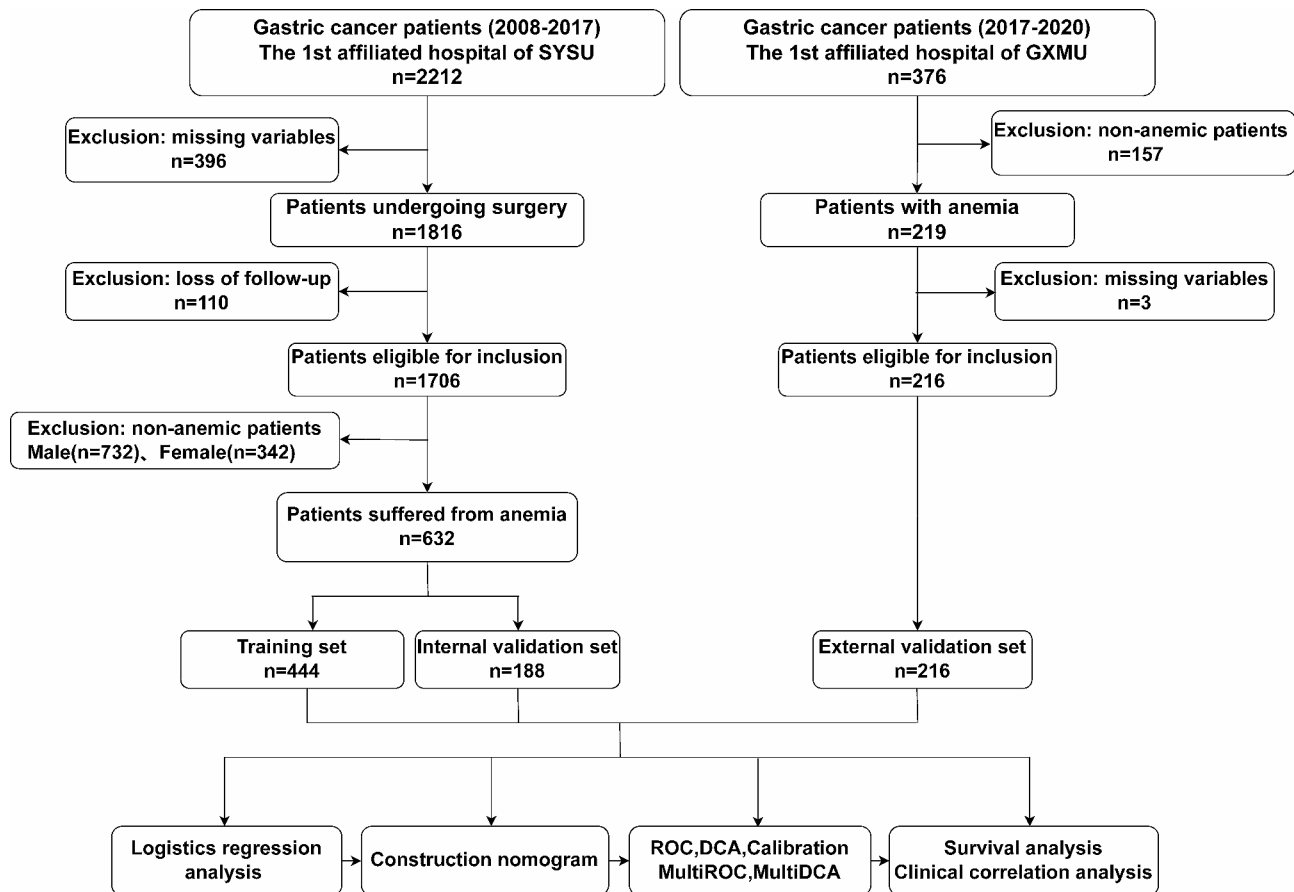 Gastric cancer patients (2008-2017)
The 1st affiliated hospital of SYSU
n=2212
Gastric cancer patients (2017-2020)
The 1st affiliated hospital of GXMU
n=376
Exclusion: missing variables
n=396
Exclusion: non-anemic patients
n=157
Patients undergoing surgery
n=1816
Patients with anemia
n=219
Exclusion: loss of follow-up
n=110
Exclusion: missing variables
n=3
Patients eligible for inclusion
n=1706
Patients eligible for inclusion
n=216
Exclusion: non-anemic patients
Male(n=732)、Female(n=342)
Patients suffered from anemia
n=632
Training set
n=444
Internal validation set
n=188
External validation set
n=216
Logistics regression
analysis
Construction nomogram
ROC,DCA,Calibration
MultiROC,MultiDCA
Survival analysis
Clinical correlation analysis